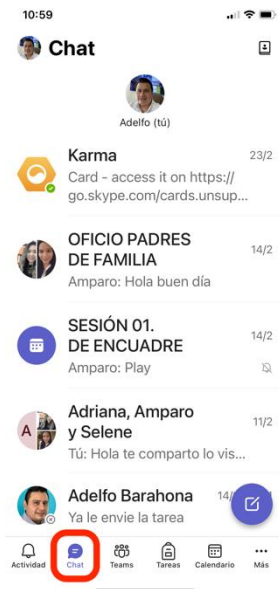 10:59
Chat
Adelfo (tú)
Karma
23/2
Card - access it on https://
go.skype.com/cards.unsup...
OFICIO PADRES
DE FAMILIA
14/2
Amparo: Hola buen día
SESIÓN 01.
DE ENCUADRE
14/2
Amparo: Play
Adriana, Amparo
y Selene
11/2
A
Tú: Hola te comparto lo vis...
Adelfo Barahona
Ya le envie la tarea
Actividad
Chat
Teams
Tareas
Calendario
Más